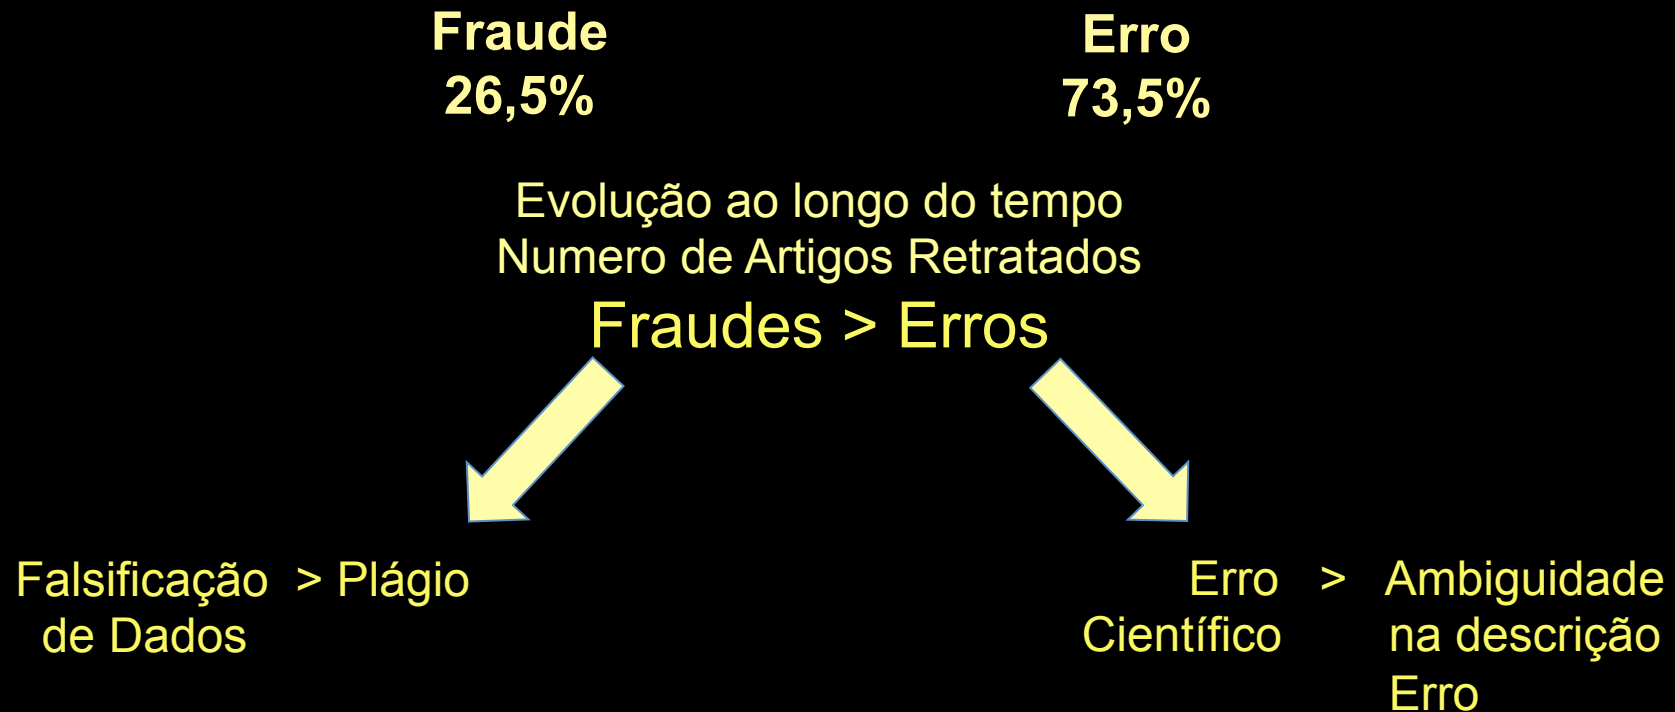 Fraude
26,5%
Erro
73,5%
Evolução ao longo do tempo
Numero de Artigos Retratados
Fraudes > Erros
Falsificação > Plágio
de Dados
Erro > Ambiguidade
Científico na descrição
Erro